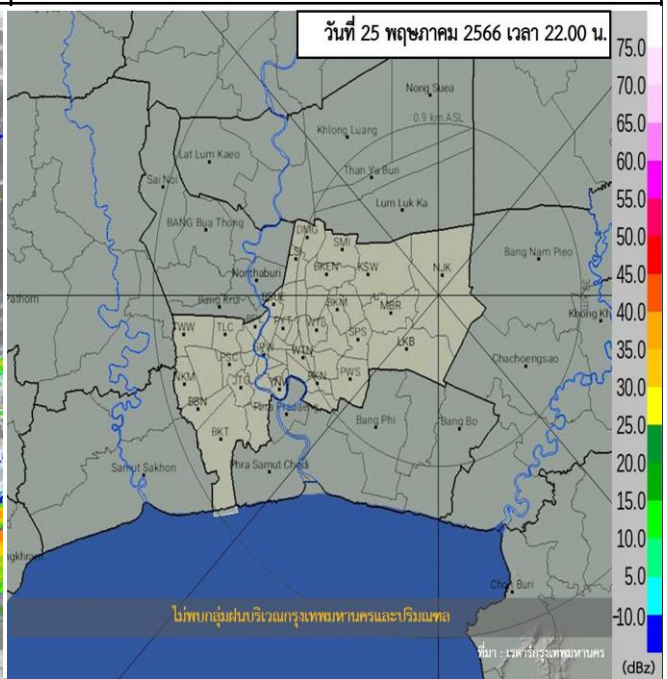 วันที่ 25 พฤษภาคม 2566 เวลา 22.00 น.
75.0
Nong Suea
70.0
0.9 km ASL
Khlong Luang
65.0
Lat Lum Kaeo
Than Ya Buri
Sai Noi
60.0
Lum Luk Ka
55.0
BANG Bua Thong
DMG
SMI
50.0
Bang Nam Pieo
BKEN
KSW
NJK
45.0
Nonthaburi
Bang Krui
BKM
MBR
40.0
Khong Kh
TWW
TLC
PYT
SPS
35.0
LKB
WTN
Chachoengsao
PSC
30.0
NKM
JTG
YNW
PKN
PWS
BBN
Phra Pradaeng
25.0
BKT
Bang Phi
Bang Bo
20.0
Samut Sakhon
Phra Samut Chedi
15.0
10.0
5.0
Chon Buri
ไม่พบกลุ่มฝนบริเวณกรุงเทพมหานครและปริมณฑล
-10.0
ที่มา : เรดาร์กรุงเทพมหานคร
(dBz)